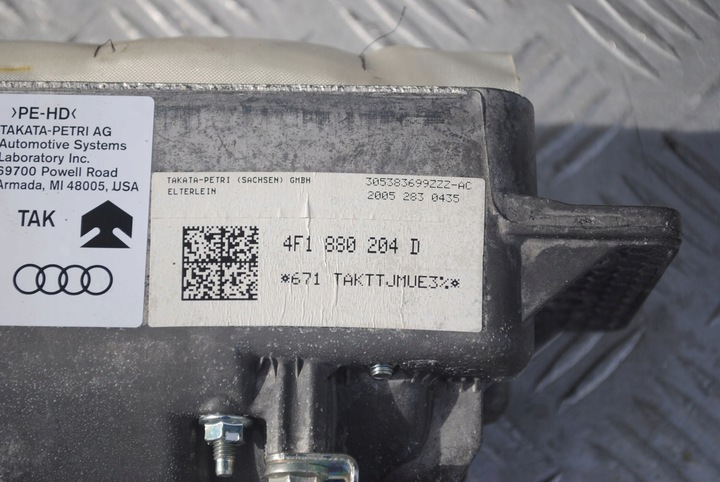 >PE-HD<
TAKATA-PETRI AG
Automotive Systems
Laboratory Inc.
69700 Powell Road
Armada, MI 48005, USA
TAK
TAKATA-PETRI (SACHSEN) GMBH
ELTERLEIN
305383699ZZZ-AC
2005 283 0435
4F1 880 204 D
*671 TAKTTJMUE3%*